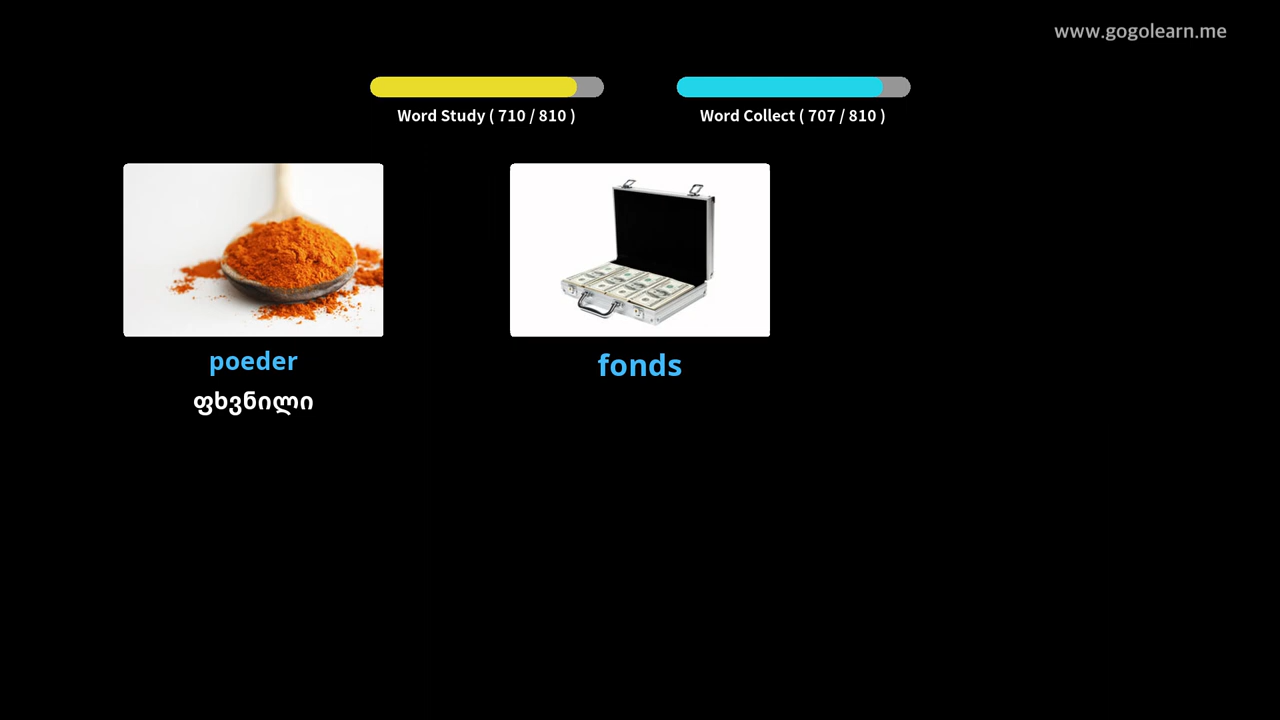 www.gogolearn.me
Word Study ( 710 / 810 )
Word Collect ( 707 / 810 )
poeder
ფხვნილი
fonds